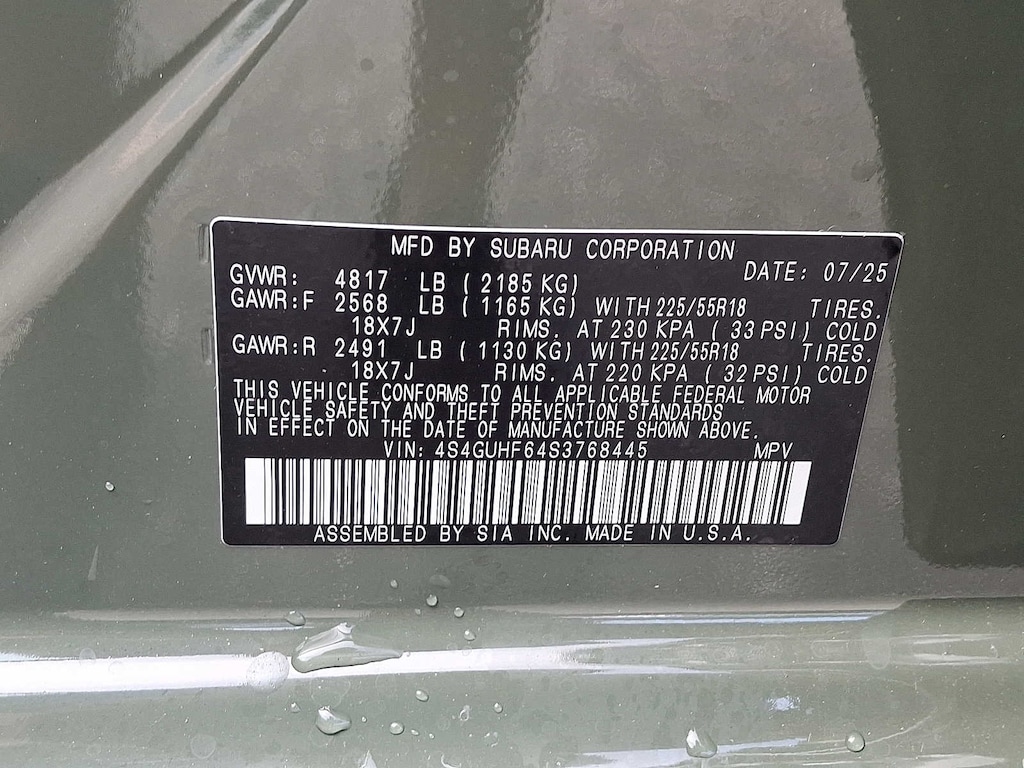 MFD BY SUBARU CORPORATION
DATE: 07/25
GVWR: 4817 LB ( 2185 KG)
GAWR:F 2568 LB ( 1165 KG) WITH 225/55R18 TIRES.
18X7J RIMS. AT 230 KPA ( 33 PSI) COLD
GAWR:R 2491 LB ( 1130 KG) WITH 225/55R18 TIRES.
18X7J RIMS. AT 220 KPA ( 32 PSI) COLD
THIS VEHICLE CONFORMS TO ALL APPLICABLE FEDERAL MOTOR
VEHICLE SAFETY AND THEFT PREVENTION STANDARDS
IN EFFECT ON THE DATE OF MANUFACTURE SHOWN ABOVE.
VIN: 4S4GUHF64S3768445 MPV
ASSEMBLED BY SIA INC. MADE IN U.S.A.